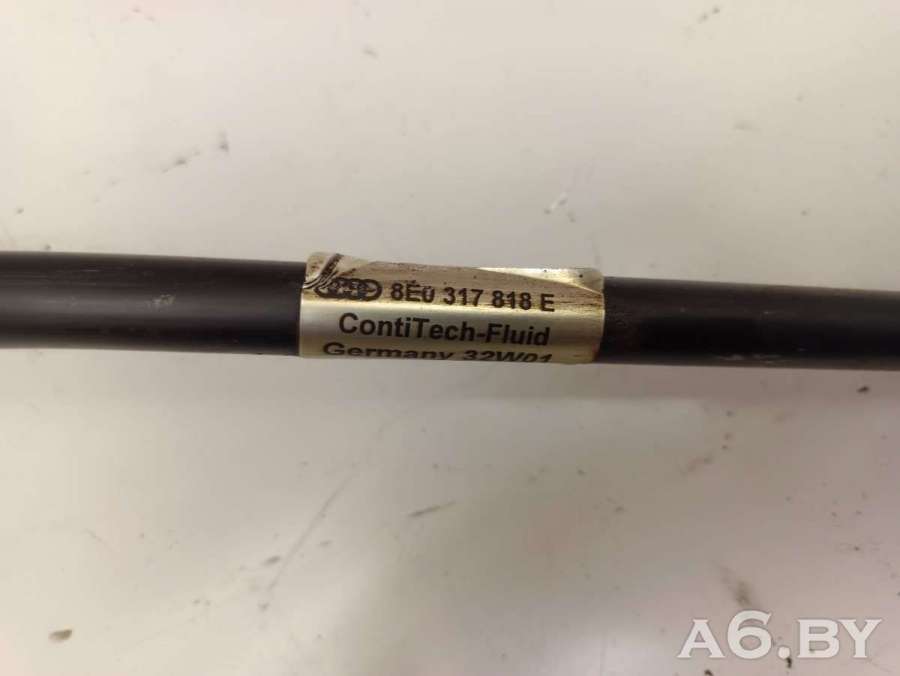 8E0 317 818 E
ContiTech-Fluid
Germany 32W01
A6.BY